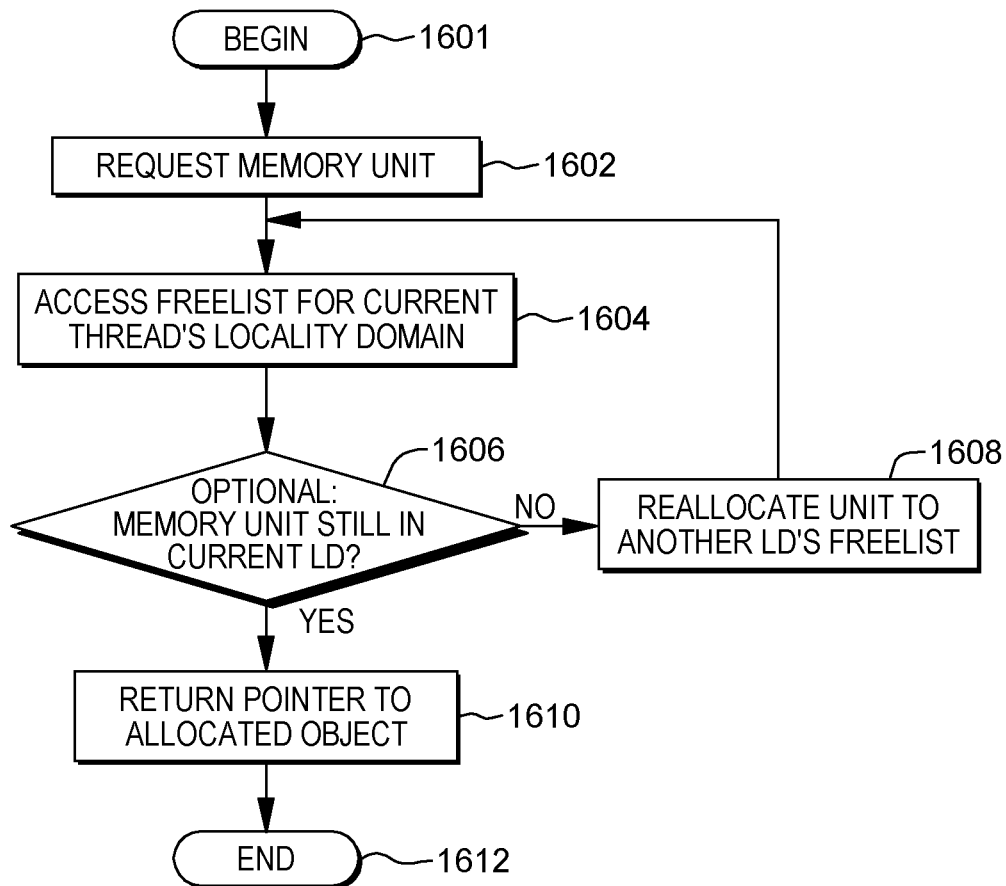 BEGIN
1601
REQUEST MEMORY UNIT
1602
ACCESS FREELIST FOR CURRENT
THREAD'S LOCALITY DOMAIN
1604
1606
OPTIONAL:
MEMORY UNIT STILL IN
CURRENT LD?
NO
1608
REALLOCATE UNIT TO
ANOTHER LD'S FREELIST
YES
RETURN POINTER TO
ALLOCATED OBJECT
1610
END
1612